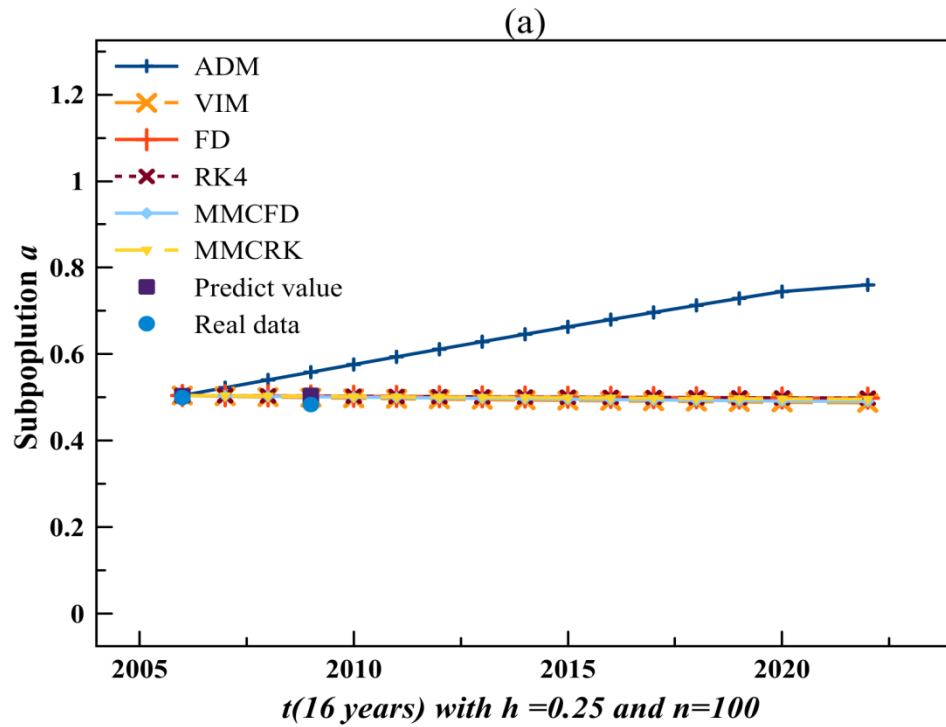 (a)
ADM
VIM
FD
RK4
MMCFD
MMCRK
Predict value
Real data
Subpoplution a
1.2
1
0.8
0.6
0.4
0.2
0
2005 2010 2015 2020
t(16 years) with h =0.25 and n=100